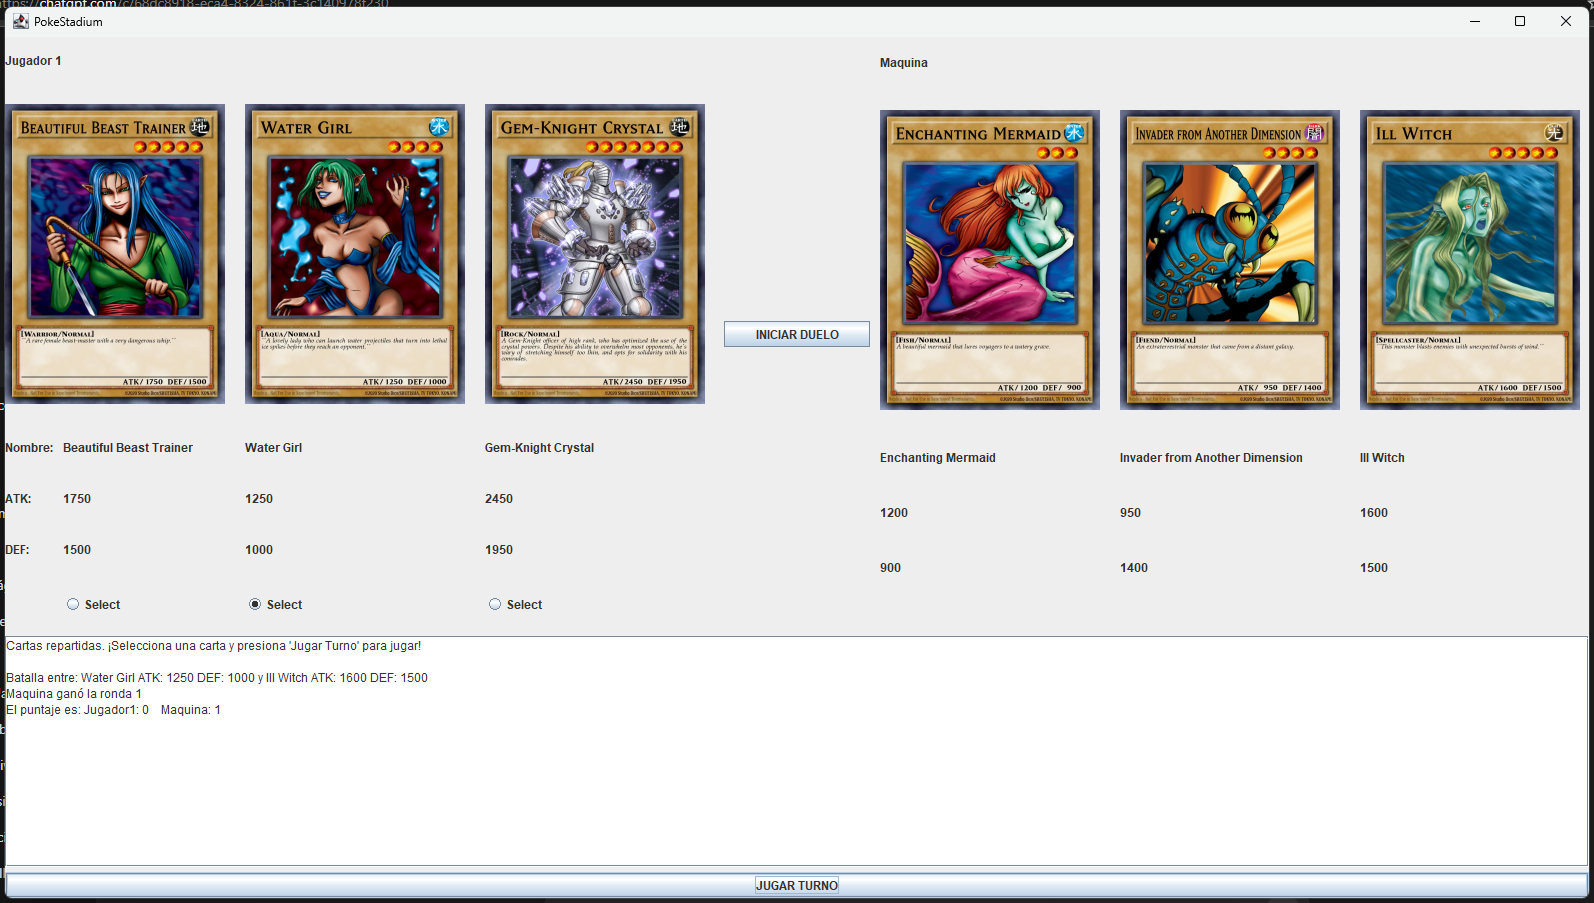 https://chatgpt.com/c/68dc8918-eca4-8324-861f-3c140978f230
PokeStadium
Jugador 1
Maquina
BEAUTIFUL BEAST TRAINER
[WARRIOR/NORMAL]
"A rare female beast-master with a very dangerous whip."
ATK/ 1750 DEF/1500
WATER GIRL
[AQUA/NORMAL]
"A lovely lady who can launch water projectiles that turn into lethal
ice spikes before they reach an opponent."
ATK/1250 DEF/1000
GEM-KNIGHT CRYSTAL
[ROCK/NORMAL]
A Gem-Knight officer of high rank, who has optimized the use of the
crystal powers. Despite his ability to overwhelm most opponents, he's
wary of stretching himself too thin, and opts for solidarity with his
comrades.
ATK/2450 DEF/1950
INICIAR DUELO
ENCHANTING MERMAID
[FISH/NORMAL]
A beautiful mermaid that lures voyagers to a watery grave.
ATK/1200 DEF/ 900
INVADER FROM ANOTHER DIMENSION
[FIEND/NORMAL]
An extraterrestrial monster that came from a distant galaxy.
ATK/ 950 DEF/1400
ILL WITCH
[SPELLCASTER/NORMAL]
"This monster blasts enemies with unexpected bursts of wind."
ATK/1600 DEF/1500
Nombre: Beautiful Beast Trainer Water Girl Gem-Knight Crystal
Enchanting Mermaid Invader from Another Dimension Ill Witch
ATK: 1750 1250 2450
1200 950 1600
DEF: 1500 1000 1950
900 1400 1500
Select Select Select
Cartas repartidas. ¡Selecciona una carta y presiona 'Jugar Turno' para jugar!
Batalla entre: Water Girl ATK: 1250 DEF: 1000 y Ill Witch ATK: 1600 DEF: 1500
Maquina ganó la ronda 1
El puntaje es: Jugador1: 0 Maquina: 1
JUGAR TURNO